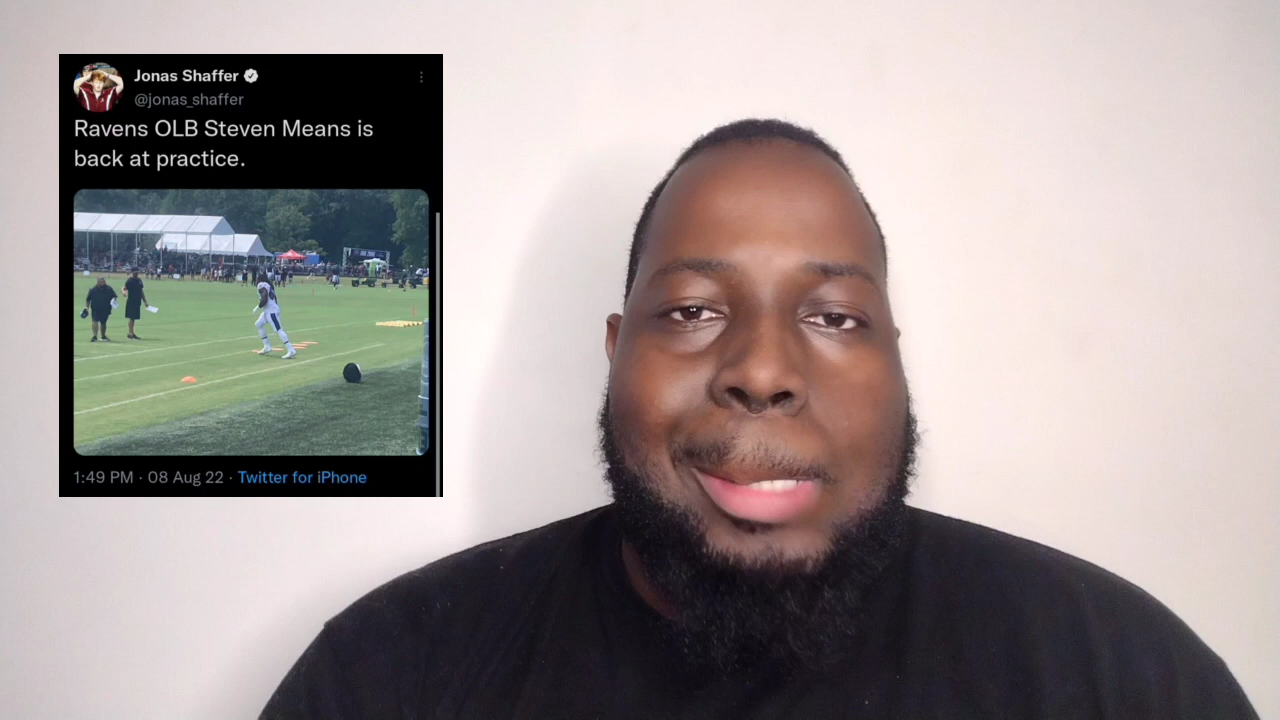 Jonas Shaffer
@jonas_shaffer
Ravens OLB Steven Means is
back at practice.
1:49 PM · 08 Aug 22 · Twitter for iPhone